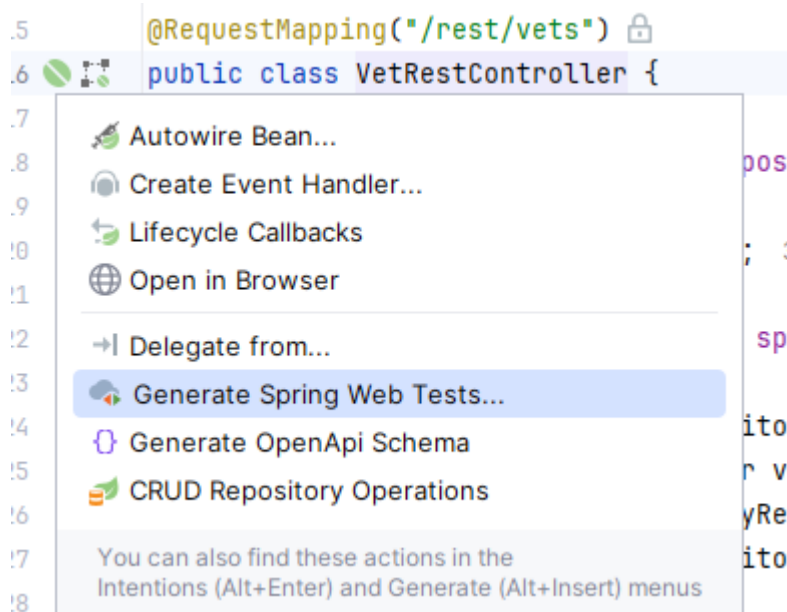 @RequestMapping("/rest/vets")
public class VetRestController {
Autowire Bean...
Create Event Handler...
Lifecycle Callbacks
Open in Browser
Delegate from...
Generate Spring Web Tests...
Generate OpenApi Schema
CRUD Repository Operations
You can also find these actions in the
Intentions (Alt+Enter) and Generate (Alt+Insert) menus